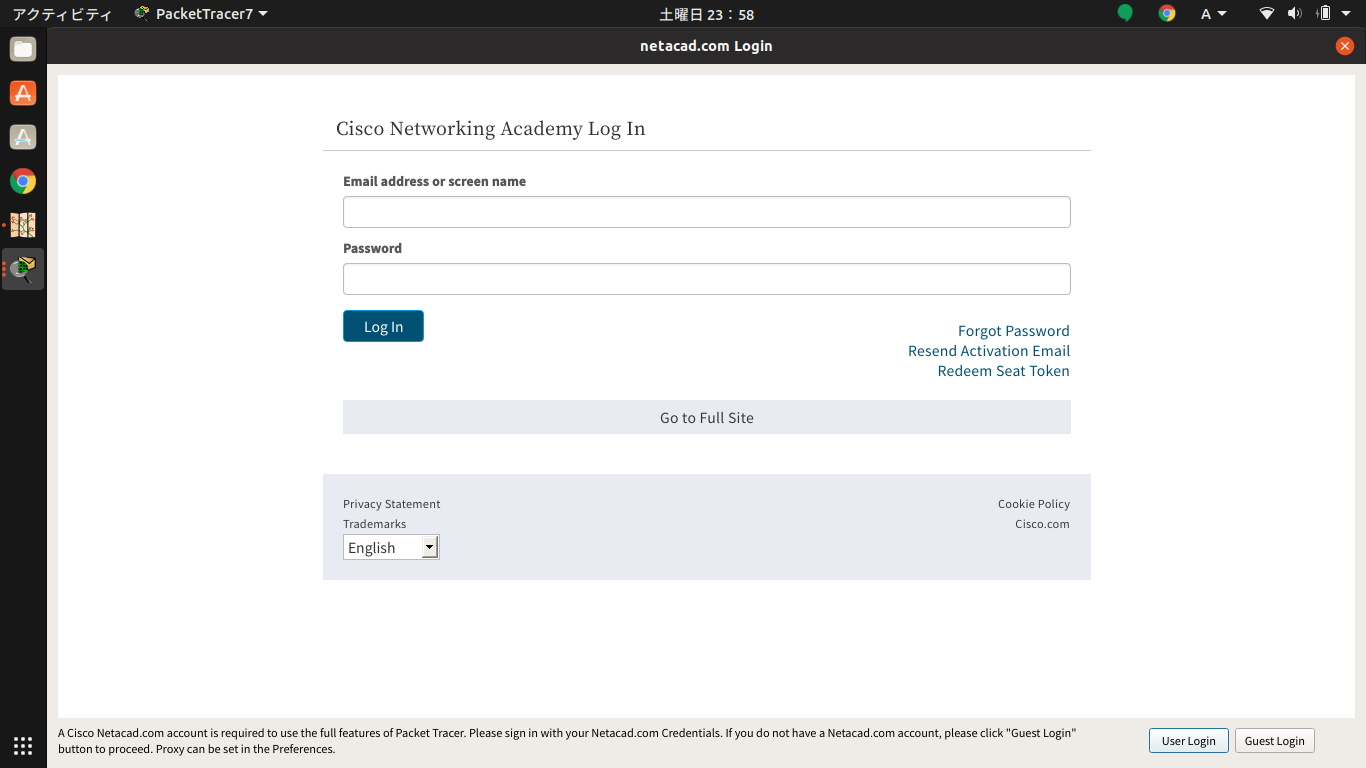 アクティビティ PacketTracer7 土曜日 23：58 A
netacad.com Login
Cisco Networking Academy Log In
Email address or screen name
Password
Log In
Forgot Password
Resend Activation Email
Redeem Seat Token
Go to Full Site
Privacy Statement Cookie Policy
Trademarks Cisco.com
English
A Cisco Netacad.com account is required to use the full features of Packet Tracer. Please sign in with your Netacad.com Credentials. If you do not have a Netacad.com account, please click "Guest Login"
button to proceed. Proxy can be set in the Preferences.
User Login Guest Login